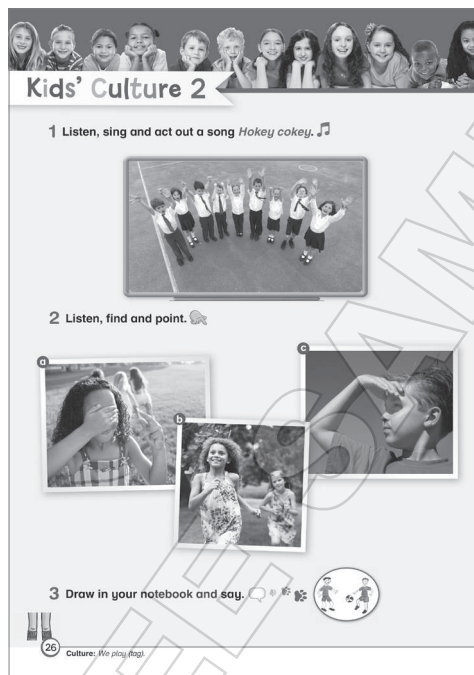 Kids' Culture 2
1 Listen, sing and act out a song Hokey cokey.
2 Listen, find and point.
a
b
c
3 Draw in your notebook and say.
26
Culture: We play (tag).